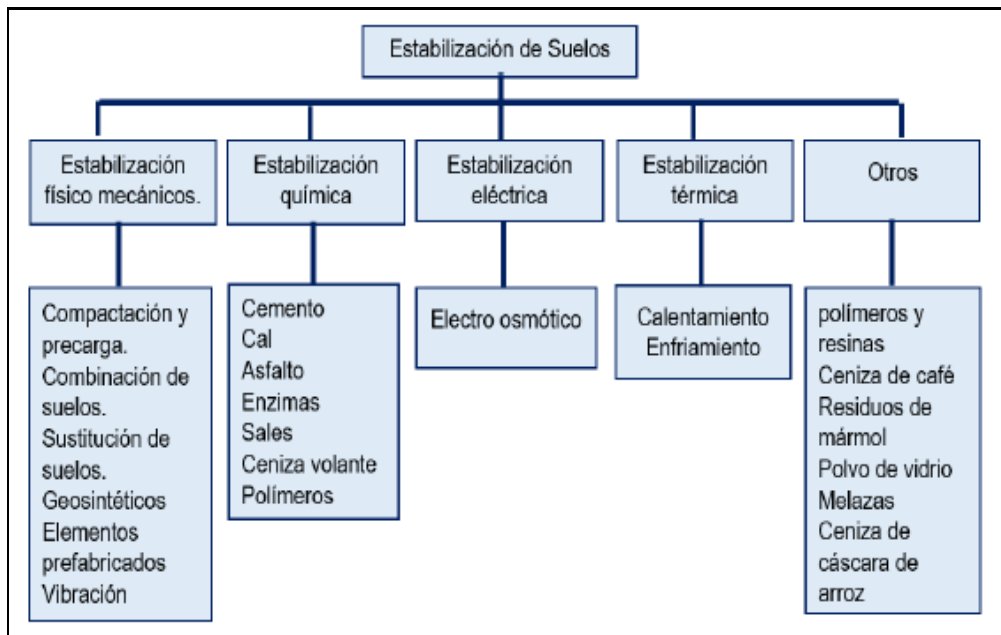 Estabilización de Suelos
Estabilización
físico mecánicos.
Estabilización
química
Estabilización
eléctrica
Estabilización
térmica
Otros
Compactación y
precarga.
Combinación de
suelos.
Sustitución de
suelos.
Geosintéticos
Elementos
prefabricados
Vibración
Cemento
Cal
Asfalto
Enzimas
Sales
Ceniza volante
Polímeros
Electro osmótico
Calentamiento
Enfriamiento
polímeros y
resinas
Ceniza de café
Residuos de
mármol
Polvo de vidrio
Melazas
Ceniza de
cáscara de
arroz